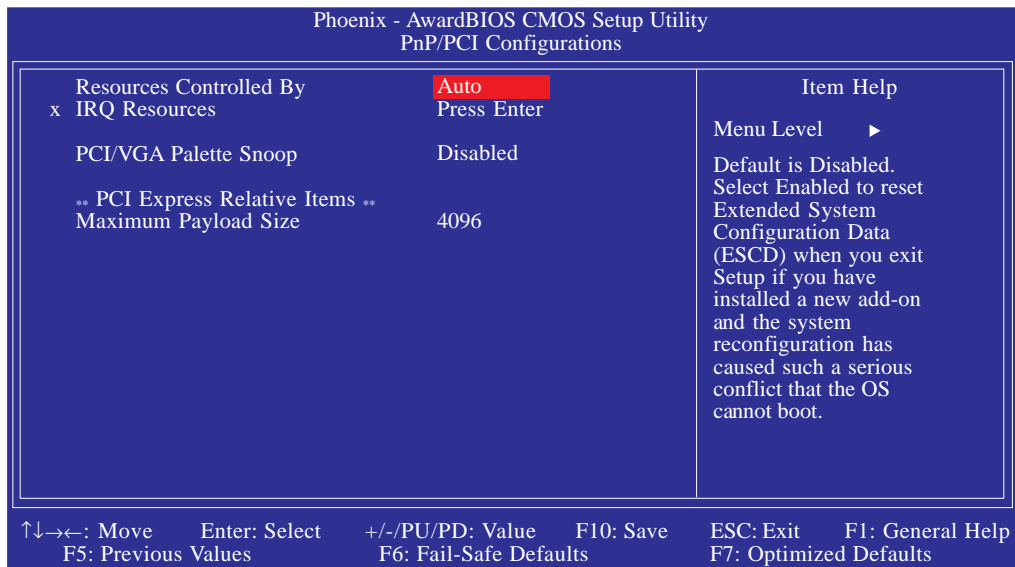 Phoenix - AwardBIOS CMOS Setup Utility
PnP/PCI Configurations
Resources Controlled By Auto
x IRQ Resources Press Enter
PCI/VGA Palette Snoop Disabled
** PCI Express Relative Items **
Maximum Payload Size 4096
Item Help
Menu Level ►
Default is Disabled.
Select Enabled to reset
Extended System
Configuration Data
(ESCD) when you exit
Setup if you have
installed a new add-on
and the system
reconfiguration has
caused such a serious
conflict that the OS
cannot boot.
↑↓→←: Move Enter: Select +/-/PU/PD: Value F10: Save ESC: Exit F1: General Help
F5: Previous Values F6: Fail-Safe Defaults F7: Optimized Defaults